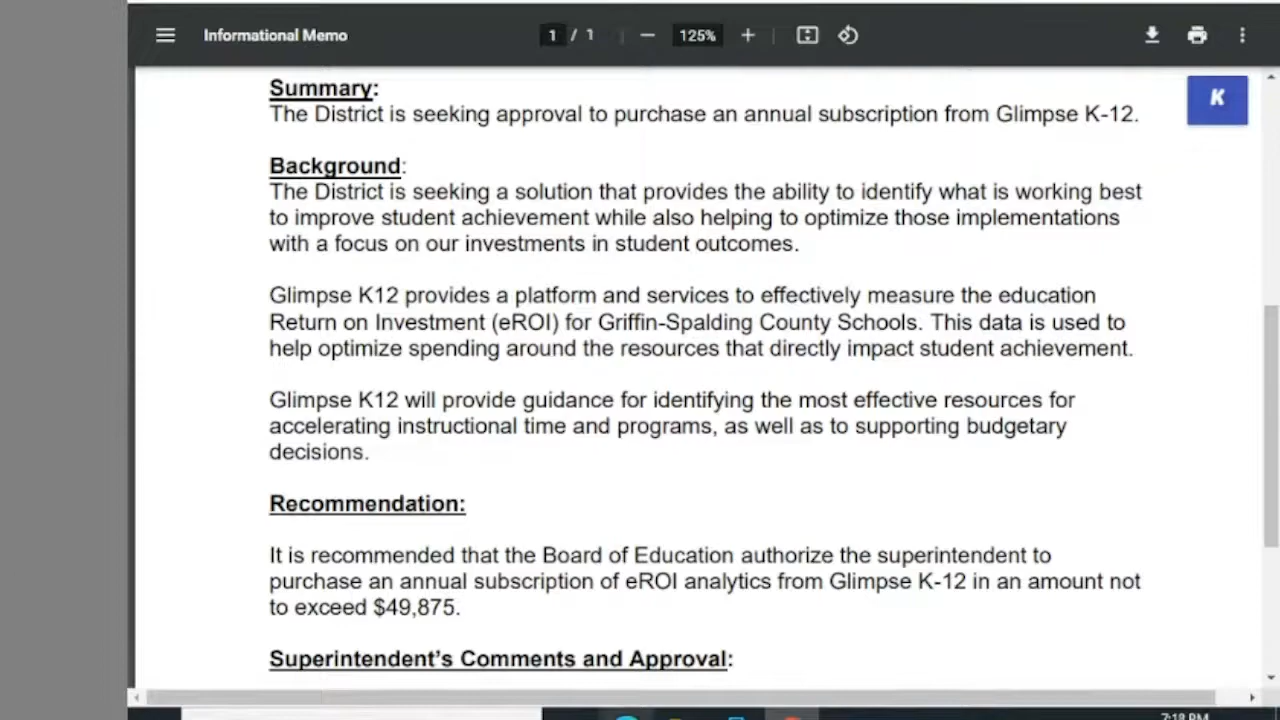 Informational Memo
1 / 1
125%
Summary:
The District is seeking approval to purchase an annual subscription from Glimpse K-12.
K
Background:
The District is seeking a solution that provides the ability to identify what is working best
to improve student achievement while also helping to optimize those implementations
with a focus on our investments in student outcomes.
Glimpse K12 provides a platform and services to effectively measure the education
Return on Investment (eROI) for Griffin-Spalding County Schools. This data is used to
help optimize spending around the resources that directly impact student achievement.
Glimpse K12 will provide guidance for identifying the most effective resources for
accelerating instructional time and programs, as well as to supporting budgetary
decisions.
Recommendation:
It is recommended that the Board of Education authorize the superintendent to
purchase an annual subscription of eROI analytics from Glimpse K-12 in an amount not
to exceed $49,875.
Superintendent's Comments and Approval: